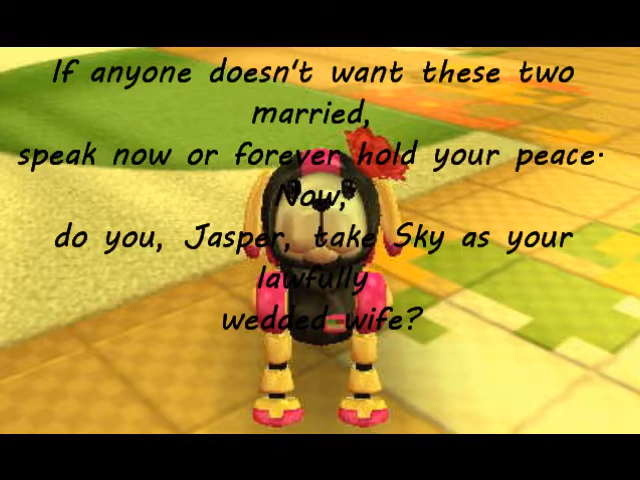 If anyone doesn't want these two
married,
speak now or forever hold your peace.
Now,
do you, Jasper, take Sky as your
lawfully
wedded wife?